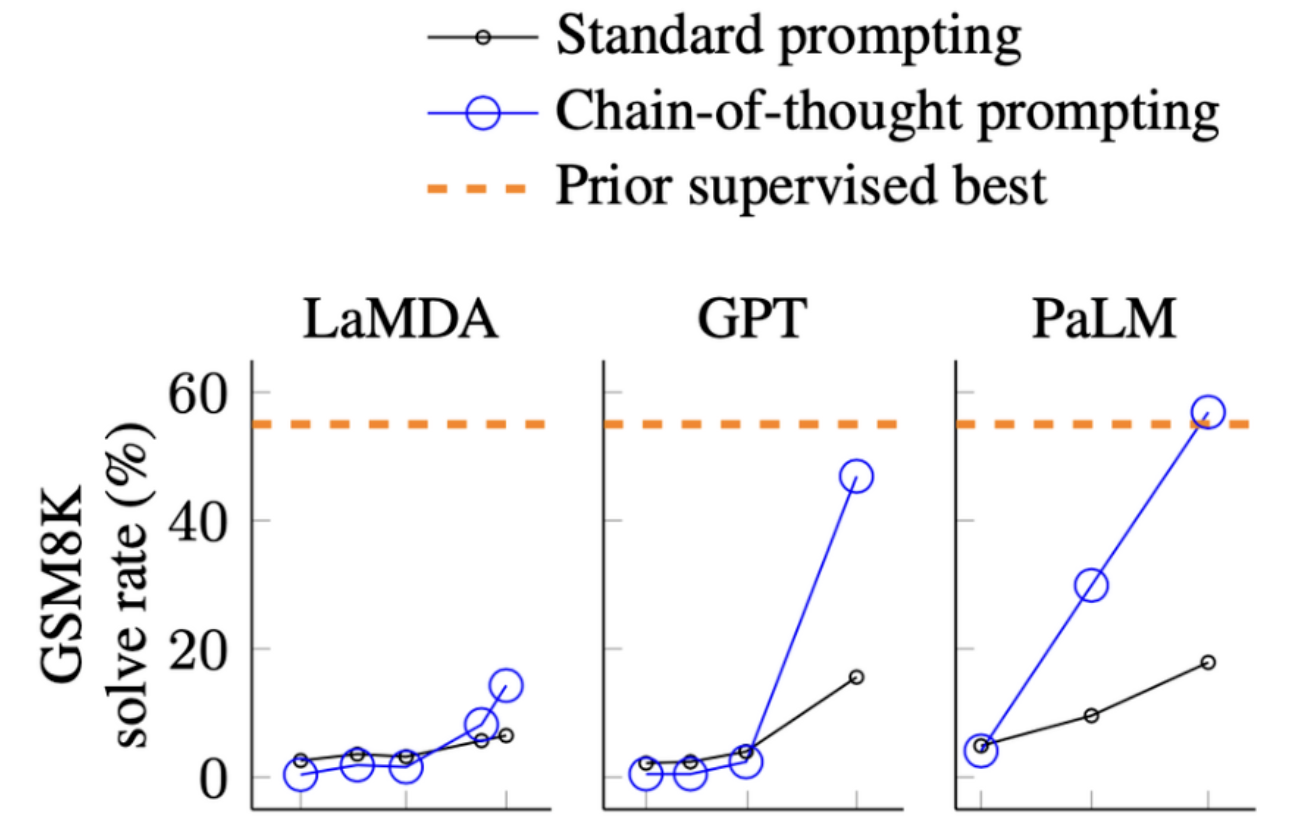 Standard prompting
Chain-of-thought prompting
Prior supervised best
LaMDA
GPT
PaLM
GSM8K
solve rate (%)
60
40
20
0